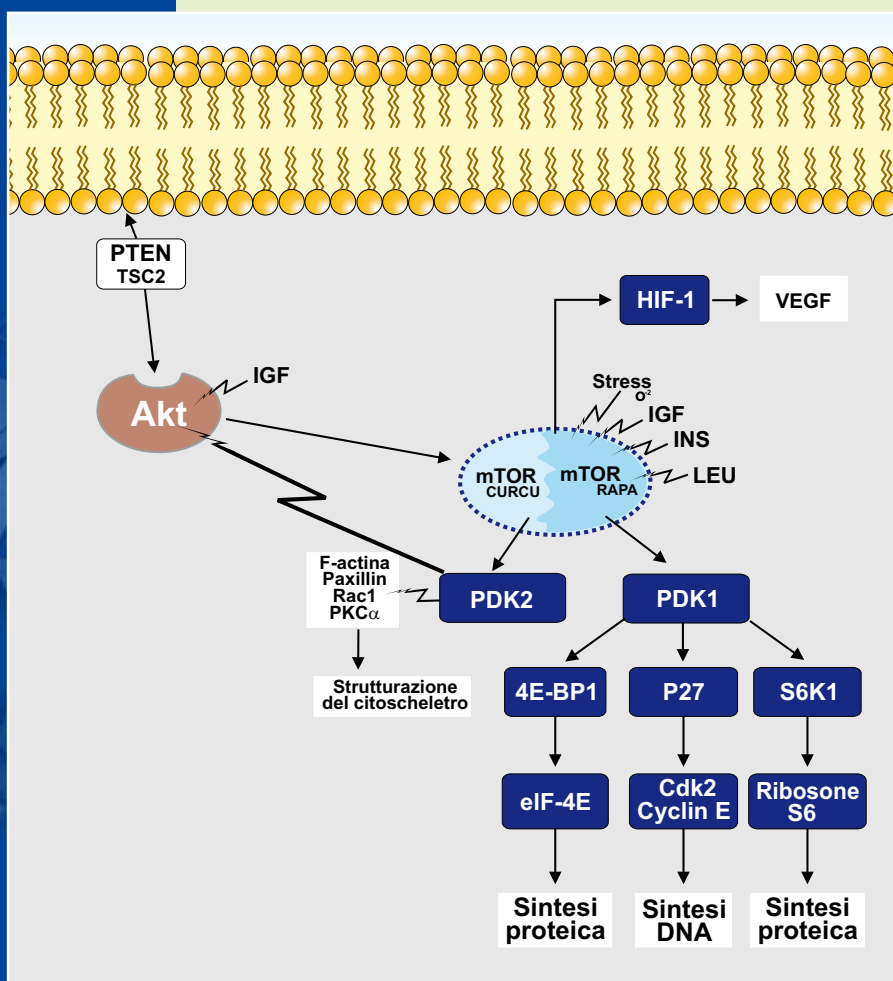 PTEN
TSC2
HIF-1
VEGF
IGF
Akt
Stress
O-2
IGF
INS
LEU
mTOR
CURCU
mTOR
RAPA
F-actina
Paxillin
Rac1
PKCα
PDK2
PDK1
Strutturazione
del citoscheletro
4E-BP1
P27
S6K1
eIF-4E
Cdk2
Cyclin E
Ribosone
S6
Sintesi
proteica
Sintesi
DNA
Sintesi
proteica